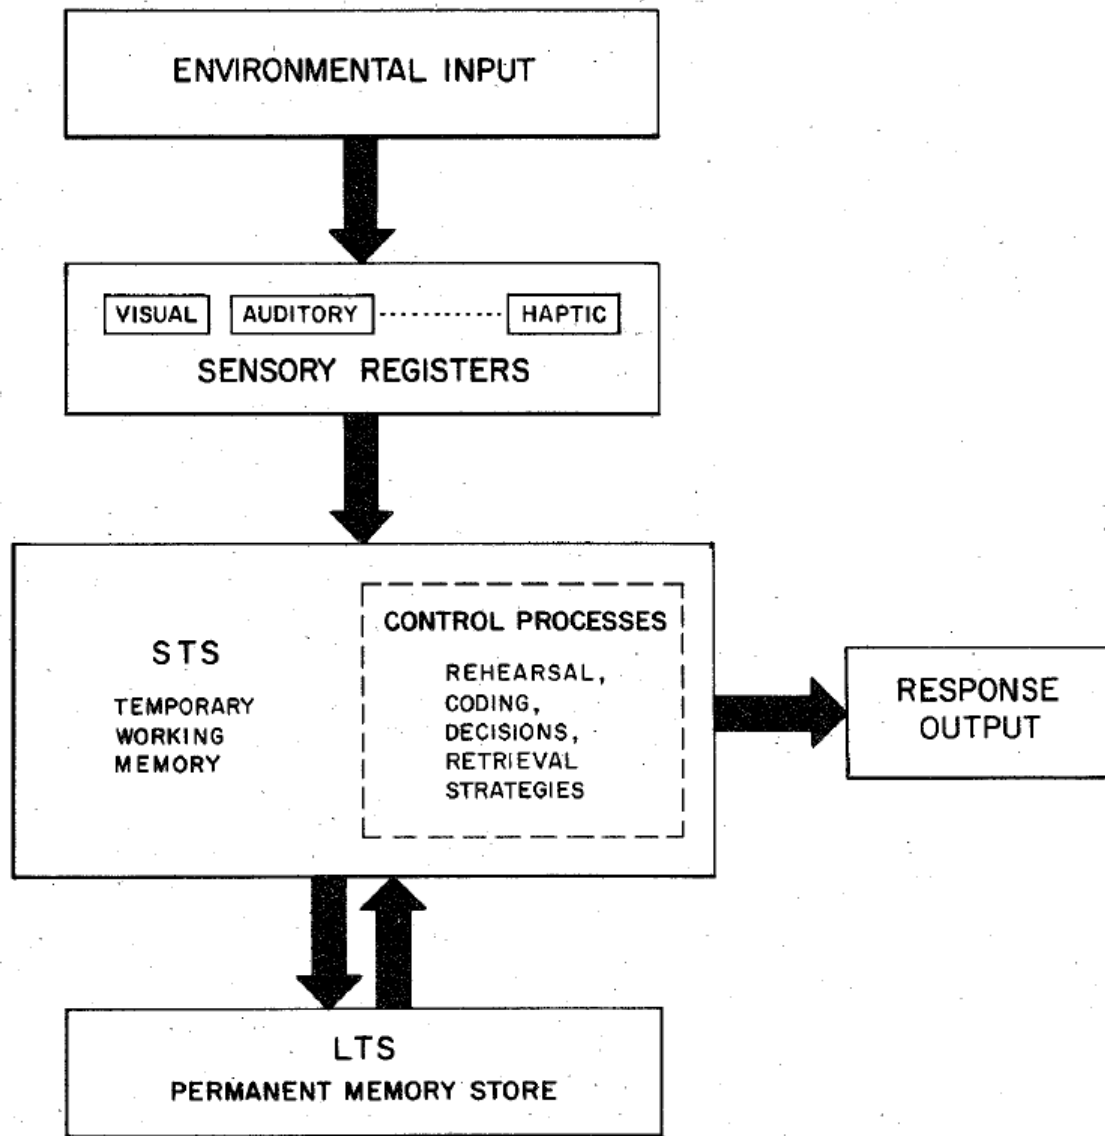 ENVIRONMENTAL INPUT
VISUAL AUDITORY HAPTIC
SENSORY REGISTERS
STS
TEMPORARY
WORKING
MEMORY
CONTROL PROCESSES
REHEARSAL,
CODING,
DECISIONS,
RETRIEVAL
STRATEGIES
RESPONSE
OUTPUT
LTS
PERMANENT MEMORY STORE